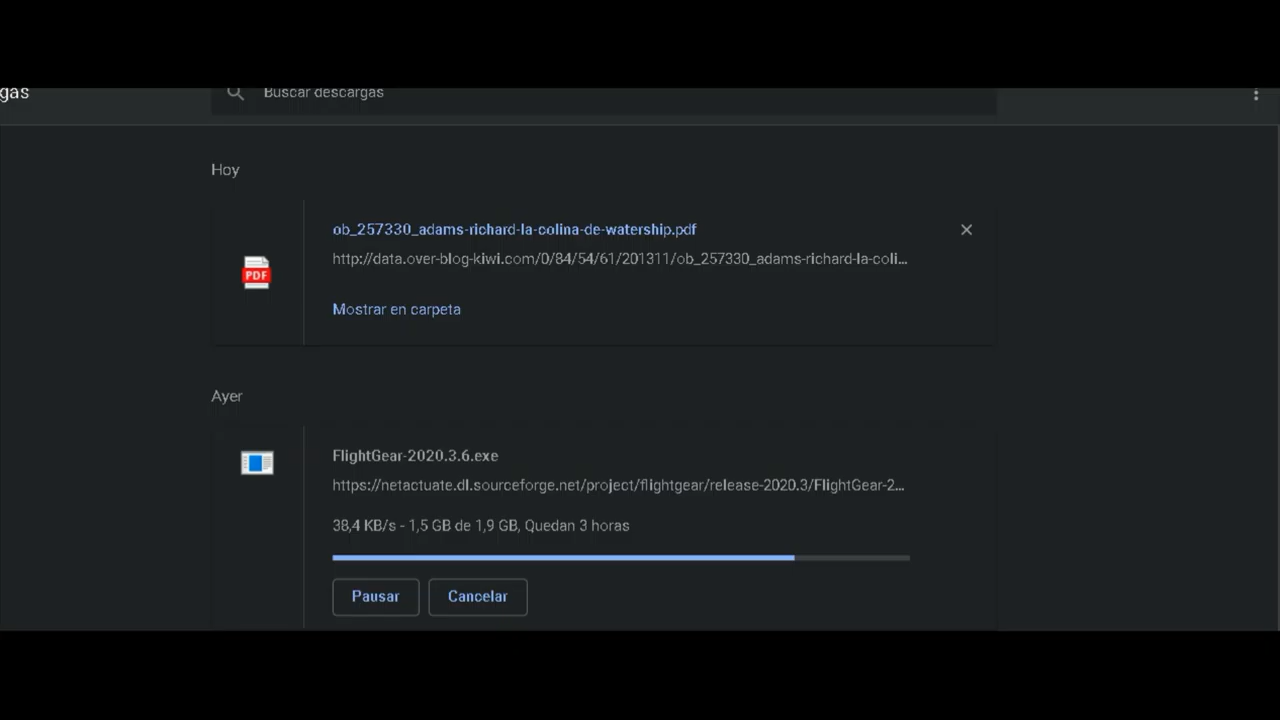 gas
Buscar descargas
Hoy
ob_257330_adams-richard-la-colina-de-watership.pdf
http://data.over-blog-kiwi.com/0/84/54/61/201311/ob_257330_adams-richard-la-coli...
PDF
Mostrar en carpeta
Ayer
FlightGear-2020.3.6.exe
https://netactuate.dl.sourceforge.net/project/flightgear/release-2020.3/FlightGear-2...
38,4 KB/s - 1,5 GB de 1,9 GB, Quedan 3 horas
Pausar Cancelar